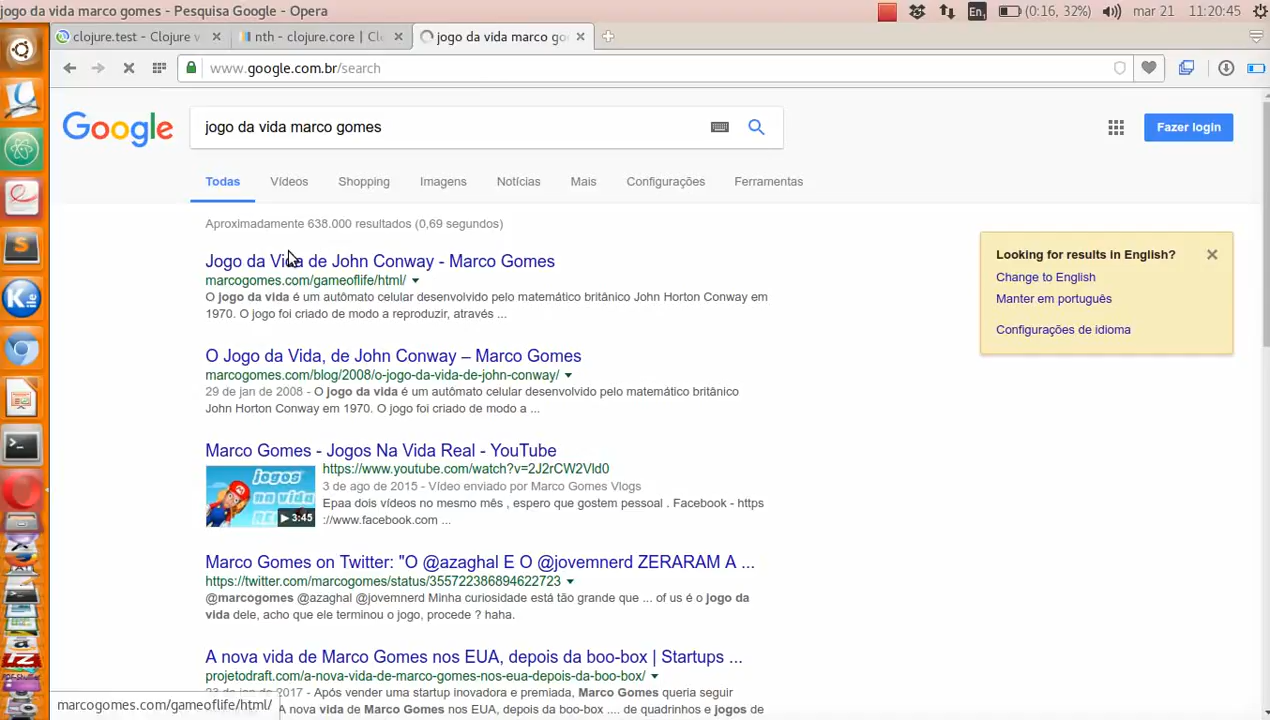 jogo da vida marco gomes - Pesquisa Google - Opera
En
(0:16, 32%)
mar 21
11:20:45
clojure.test - Clojure v
nth - clojure.core | Cl
jogo da vida marco go
www.google.com.br/search
Google
jogo da vida marco gomes
Fazer login
Todas
Vídeos
Shopping
Imagens
Notícias
Mais
Configurações
Ferramentas
Aproximadamente 638.000 resultados (0,69 segundos)
Jogo da Vida de John Conway - Marco Gomes
marcogomes.com/gameoflife/html/
O jogo da vida é um autômato celular desenvolvido pelo matemático britânico John Horton Conway em
1970. O jogo foi criado de modo a reproduzir, através ...
O Jogo da Vida, de John Conway – Marco Gomes
marcogomes.com/blog/2008/o-jogo-da-vida-de-john-conway/
29 de jan de 2008 - O jogo da vida é um autômato celular desenvolvido pelo matemático britânico
John Horton Conway em 1970. O jogo foi criado de modo a ...
Marco Gomes - Jogos Na Vida Real - YouTube
jogos
na vida
3:45
https://www.youtube.com/watch?v=2J2rCW2VId0
3 de ago de 2015 - Vídeo enviado por Marco Gomes Vlogs
Epaa dois vídeos no mesmo mês , espero que gostem pessoal . Facebook - https
://www.facebook.com ...
Marco Gomes on Twitter: "O @azaghal E O @jovemnerd ZERARAM A ...
https://twitter.com/marcogomes/status/355722386894622723
@marcogomes @azaghal @jovemnerd Minha curiosidade está tão grande que ... of us é o jogo da
vida dele, acho que ele terminou o jogo, procede ? haha.
A nova vida de Marco Gomes nos EUA, depois da boo-box | Startups ...
projetodraft.com/a-nova-vida-de-marco-gomes-nos-eua-depois-da-boo-box/
2017 - Após vender uma startup inovadora e premiada, Marco Gomes queria seguir
A nova vida de Marco Gomes nos EUA, depois da boo-box .... de quadrinhos e jogos de
Looking for results in English?
Change to English
Manter em português
Configurações de idioma
marcogomes.com/gameoflife/html/